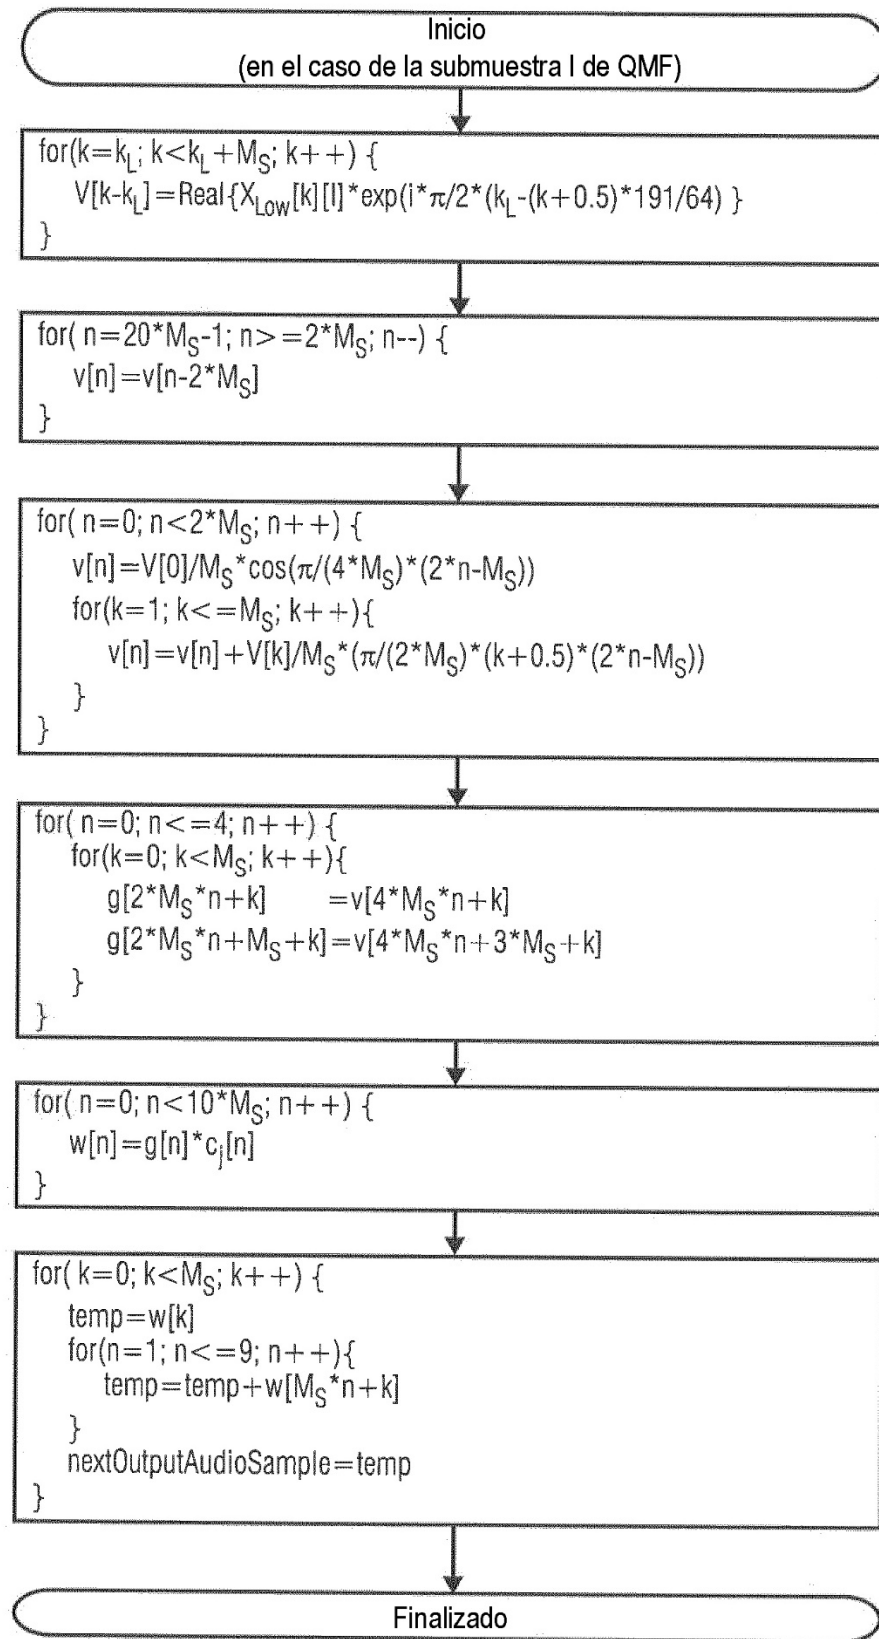 Inicio
(en el caso de la submuestra l de QMF)
for(k=k_L; k<k_L+M_S; k++) {
V[k-k_L]=Real{X_Low[k][l]*exp(i*π/2*(k_L-(k+0.5)*191/64) }
}
for( n=20*M_S-1; n>=2*M_S; n--) {
v[n]=v[n-2*M_S]
}
for( n=0; n<2*M_S; n++) {
v[n]=V[0]/M_S*cos(π/(4*M_S)*(2*n-M_S))
for(k=1; k<=M_S; k++){
v[n]=v[n]+V[k]/M_S*(π/(2*M_S)*(k+0.5)*(2*n-M_S))
}
}
for( n=0; n<=4; n++) {
for(k=0; k<M_S; k++){
g[2*M_S*n+k] =v[4*M_S*n+k]
g[2*M_S*n+M_S+k]=v[4*M_S*n+3*M_S+k]
}
}
for( n=0; n<10*M_S; n++) {
w[n]=g[n]*c_j[n]
}
for( k=0; k<M_S; k++) {
temp=w[k]
for(n=1; n<=9; n++){
temp=temp+w[M_S*n+k]
}
nextOutputAudioSample=temp
}
Finalizado